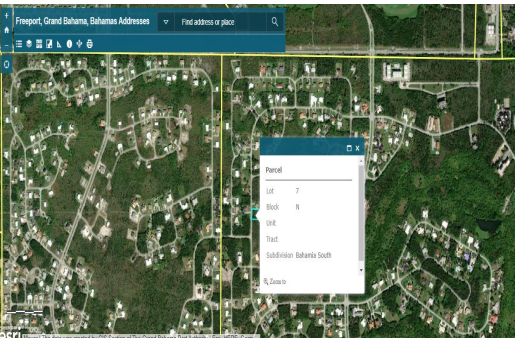 Freeport, Grand Bahama, Bahamas Addresses
Find address or place
Parcel
Lot 7
Block N
Unit
Tract
Subdivision Bahamia South
Zoom to
esri